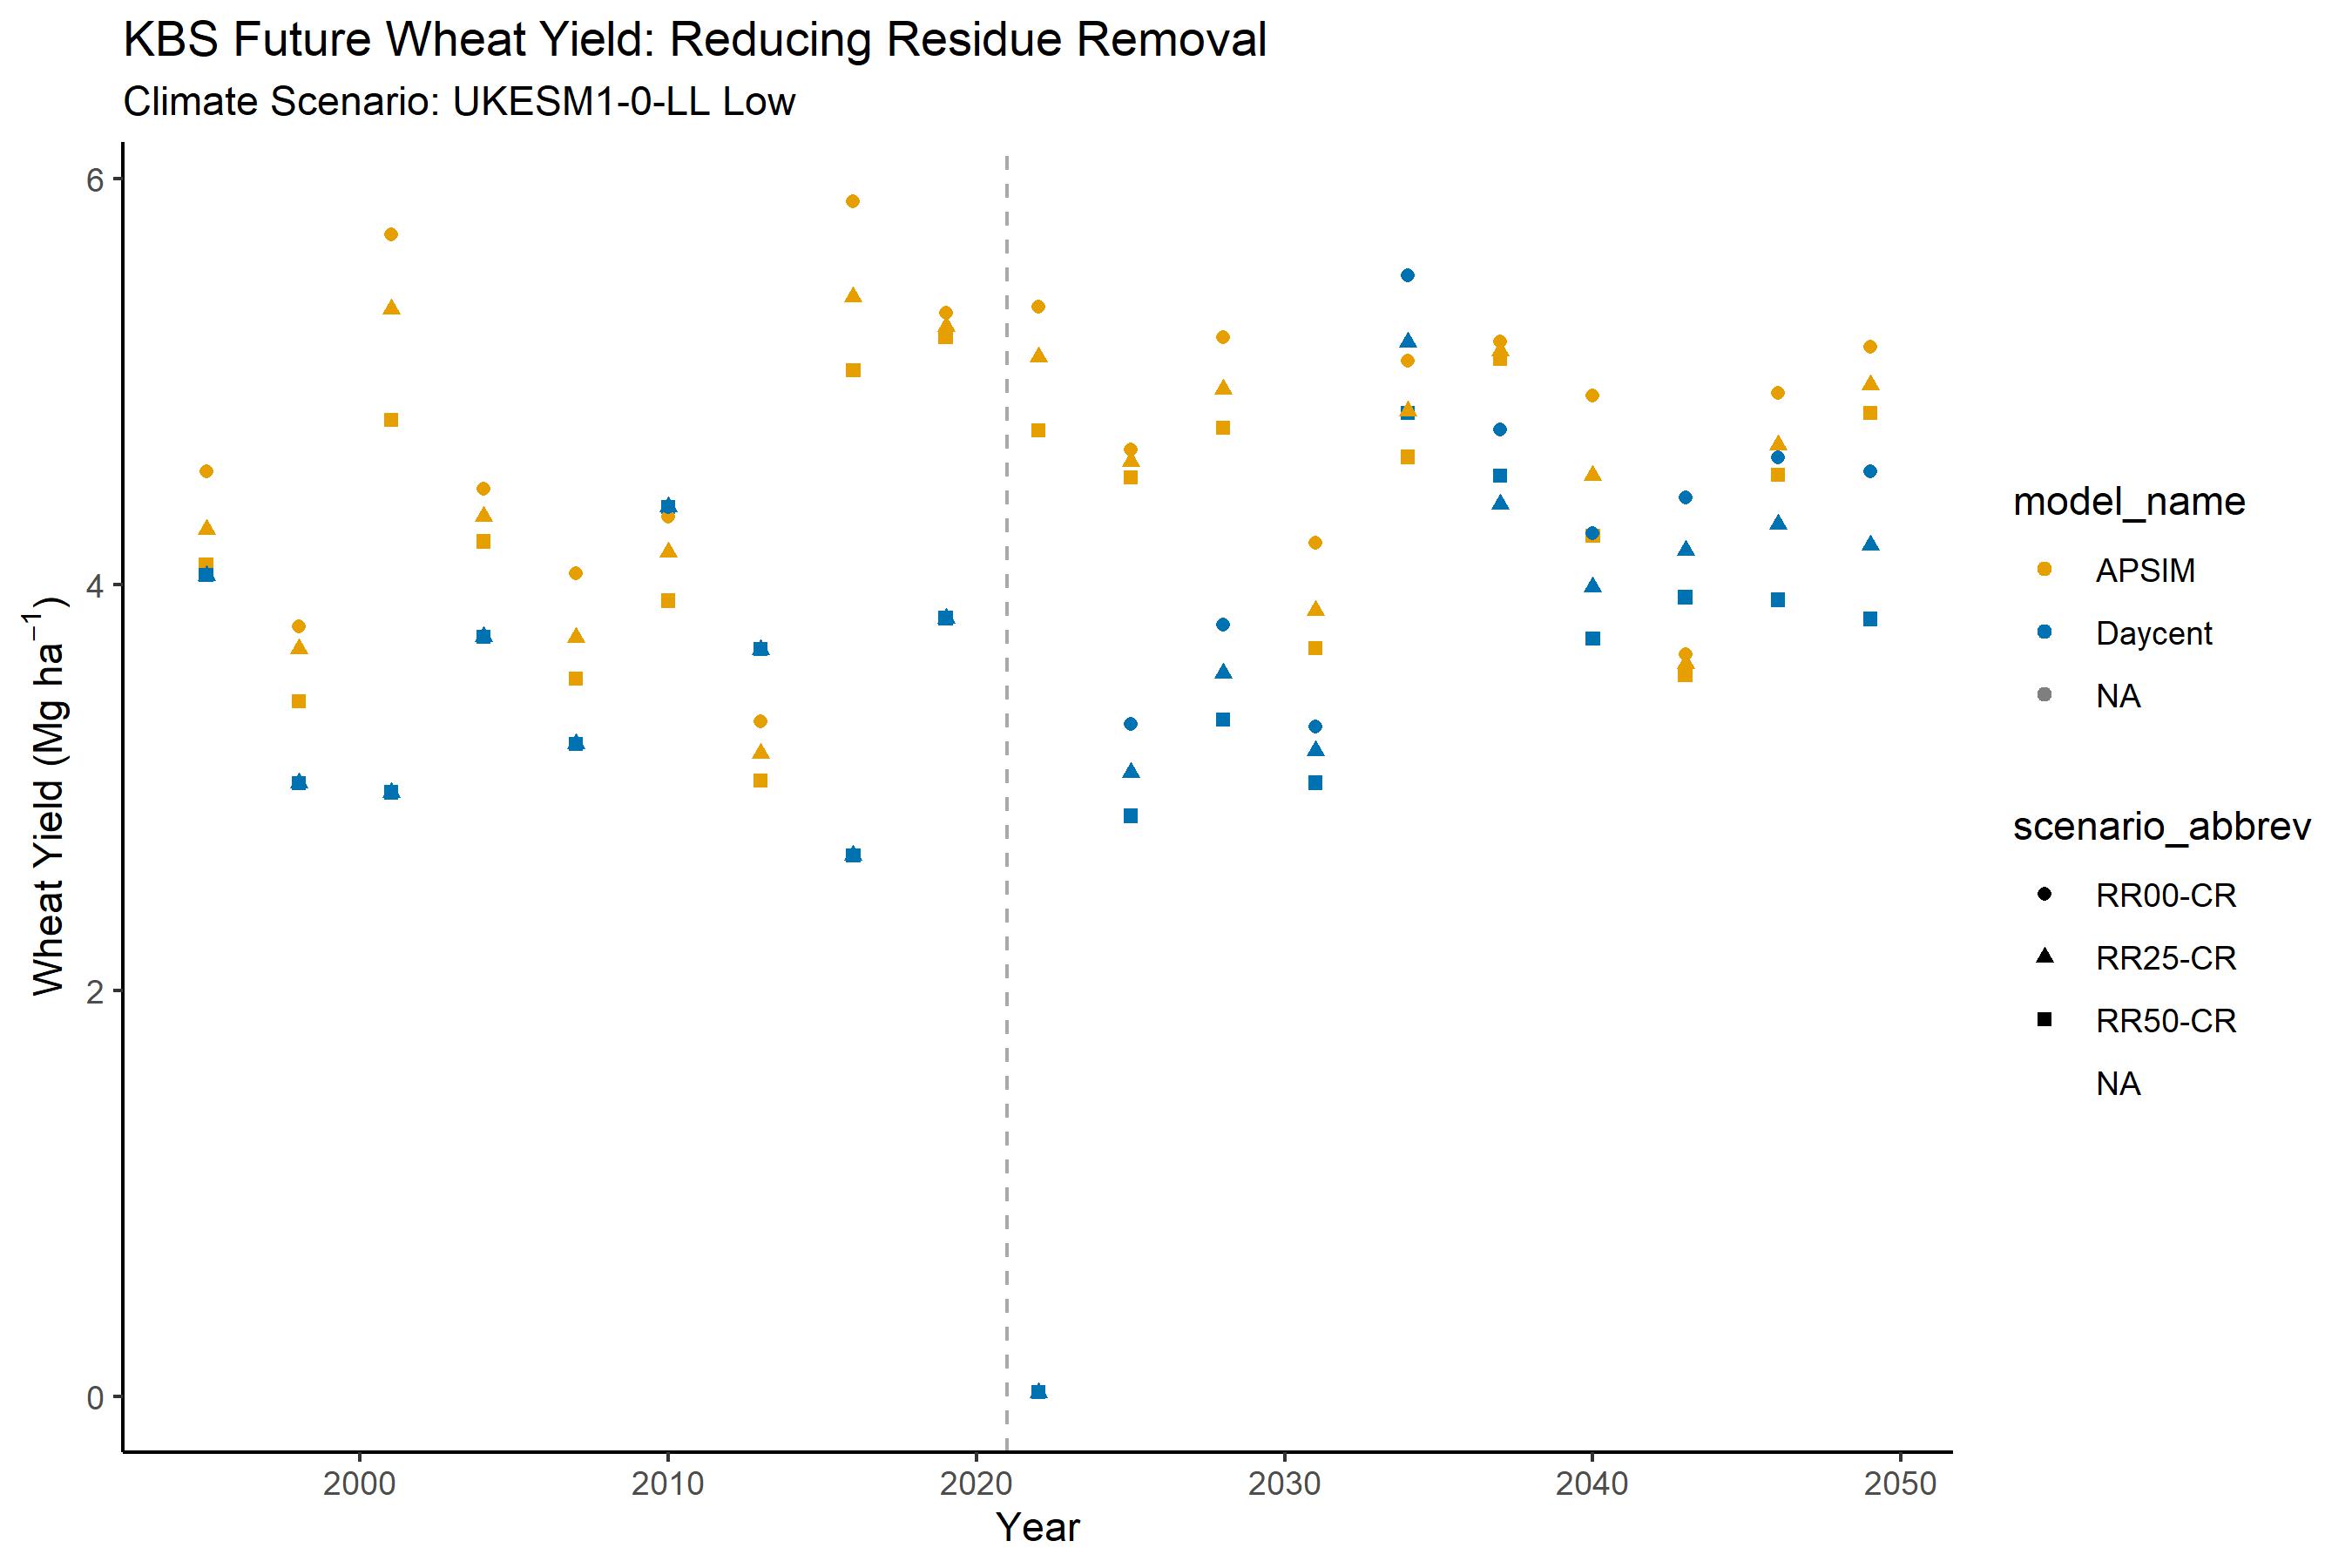 KBS Future Wheat Yield: Reducing Residue Removal
Climate Scenario: UKESM1-0-LL Low
Wheat Yield (Mg ha⁻¹)
6
4
2
0
2000 2010 2020 2030 2040 2050
Year
model_name
APSIM
Daycent
NA
scenario_abbrev
RR00-CR
RR25-CR
RR50-CR
NA